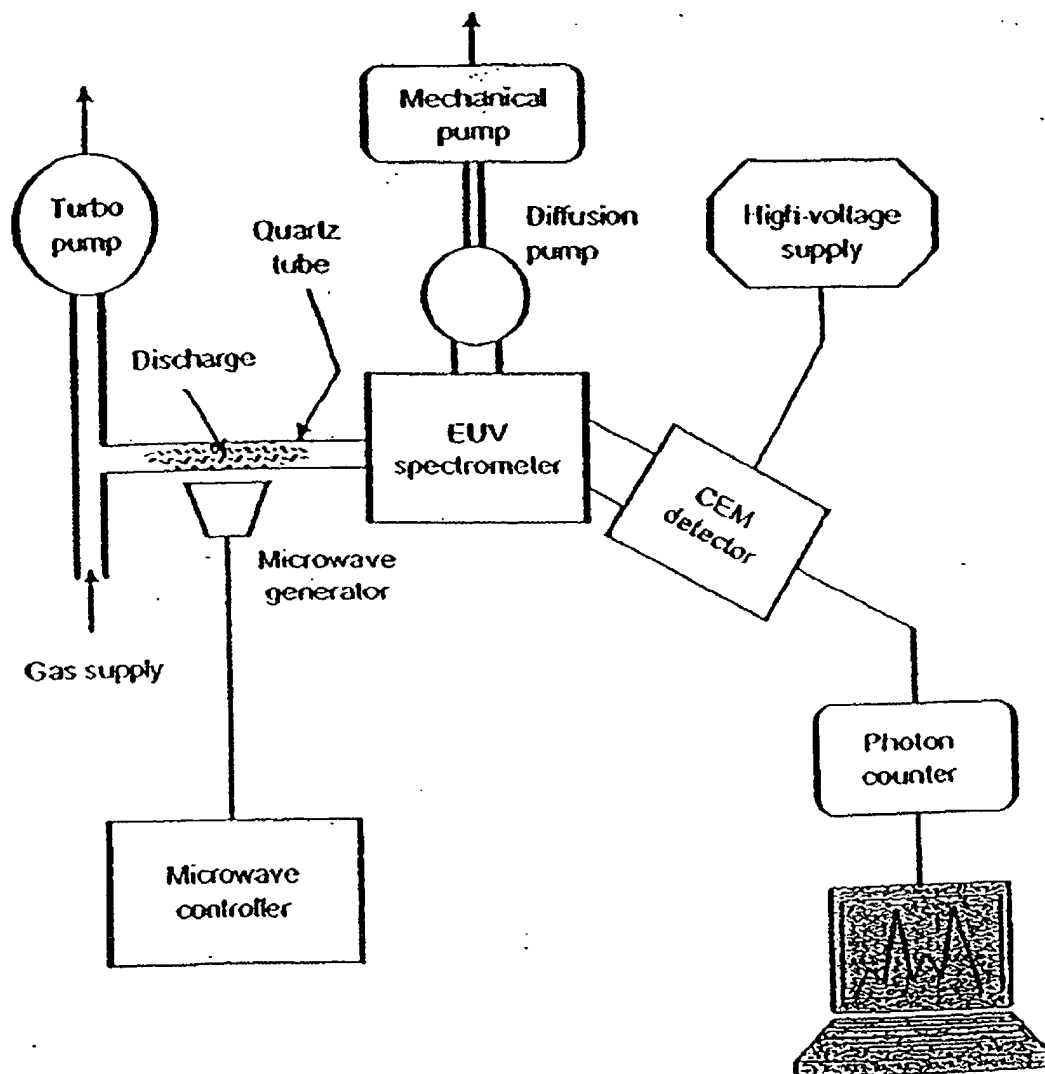 Mechanical
pump
Turbo
pump
Quartz
tube
Diffusion
pump
High-voltage
supply
Discharge
EUV
spectrometer
CEM
detector
Microwave
generator
Gas supply
Photon
counter
Microwave
controller